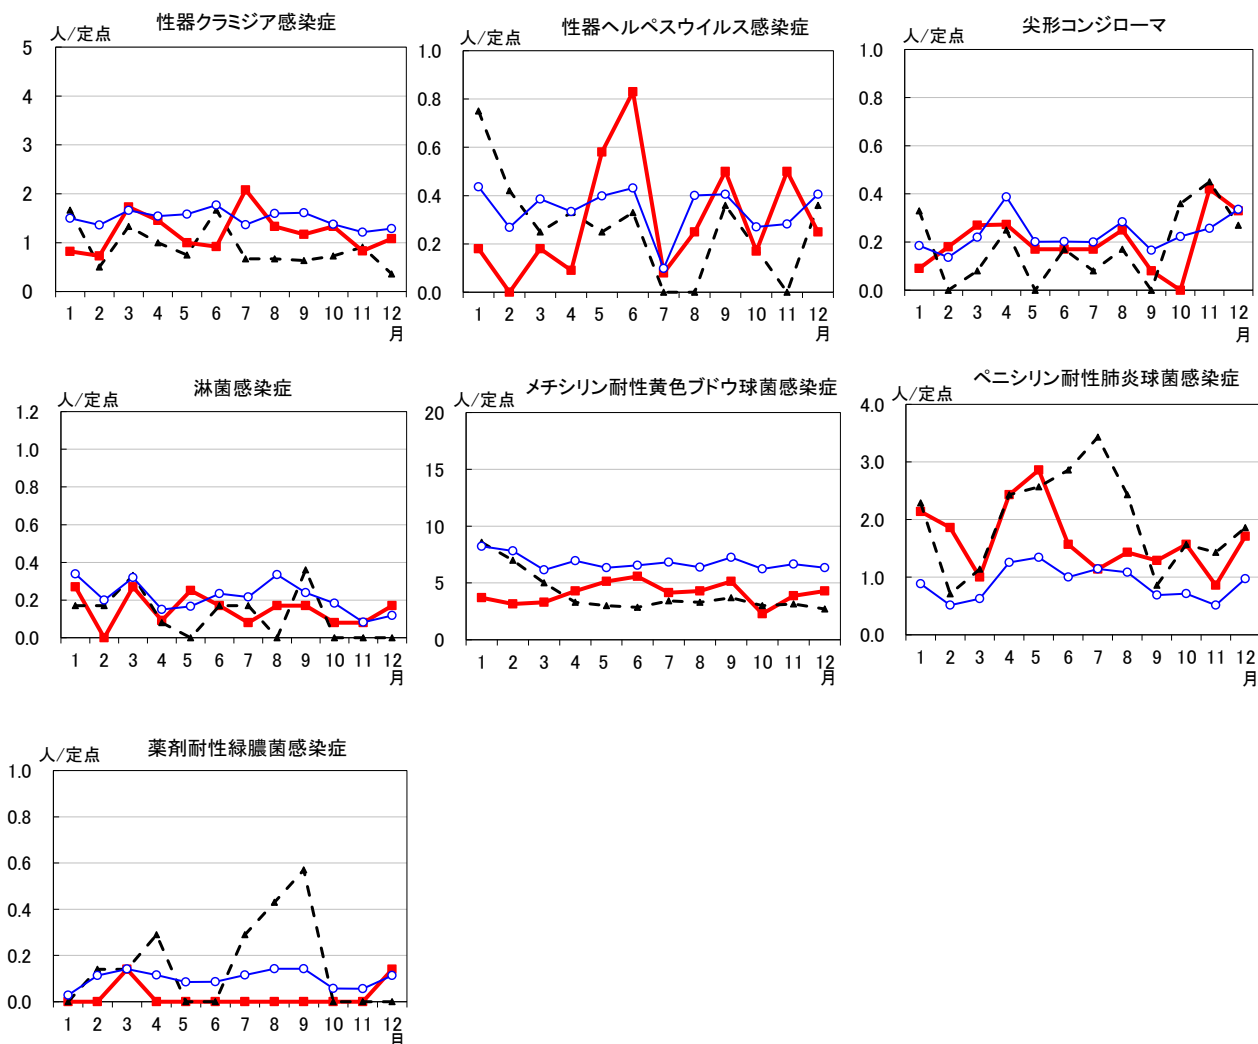 性器クラミジア感染症
人/定点
5
4
3
2
1
0
1 2 3 4 5 6 7 8 9 10 11 12
月
性器ヘルペスウイルス感染症
人/定点
1.0
0.8
0.6
0.4
0.2
0.0
1 2 3 4 5 6 7 8 9 10 11 12
月
尖形コンジローマ
人/定点
1.0
0.8
0.6
0.4
0.2
0.0
1 2 3 4 5 6 7 8 9 10 11 12
月
淋菌感染症
人/定点
1.2
1.0
0.8
0.6
0.4
0.2
0.0
1 2 3 4 5 6 7 8 9 10 11 12
月
メチシリン耐性黄色ブドウ球菌感染症
人/定点
20
15
10
5
0
1 2 3 4 5 6 7 8 9 10 11 12
月
ペニシリン耐性肺炎球菌感染症
人/定点
4.0
3.0
2.0
1.0
0.0
1 2 3 4 5 6 7 8 9 10 11 12
月
薬剤耐性緑膿菌感染症
人/定点
1.0
0.8
0.6
0.4
0.2
0.0
1 2 3 4 5 6 7 8 9 10 11 12
月